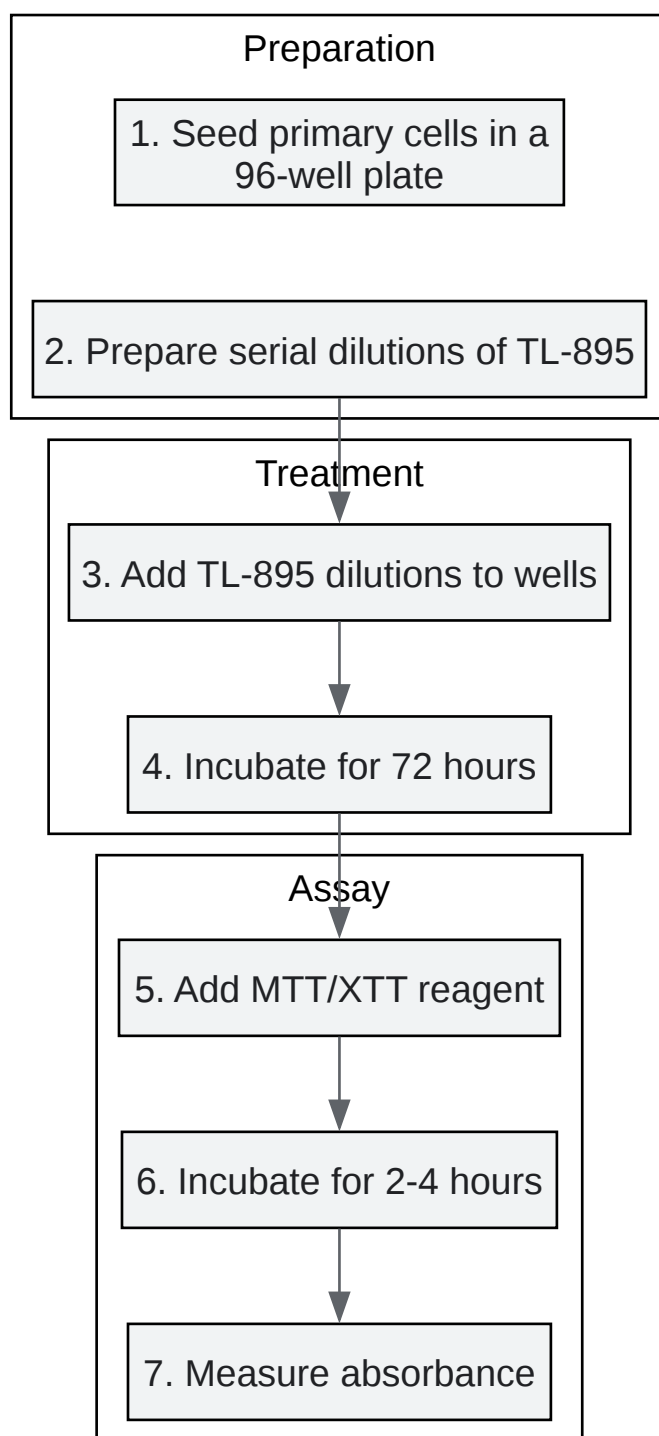 Preparation
1. Seed primary cells in a
96-well plate
2. Prepare serial dilutions of TL-895
Treatment
3. Add TL-895 dilutions to wells
4. Incubate for 72 hours
Assay
5. Add MTT/XTT reagent
6. Incubate for 2-4 hours
7. Measure absorbance